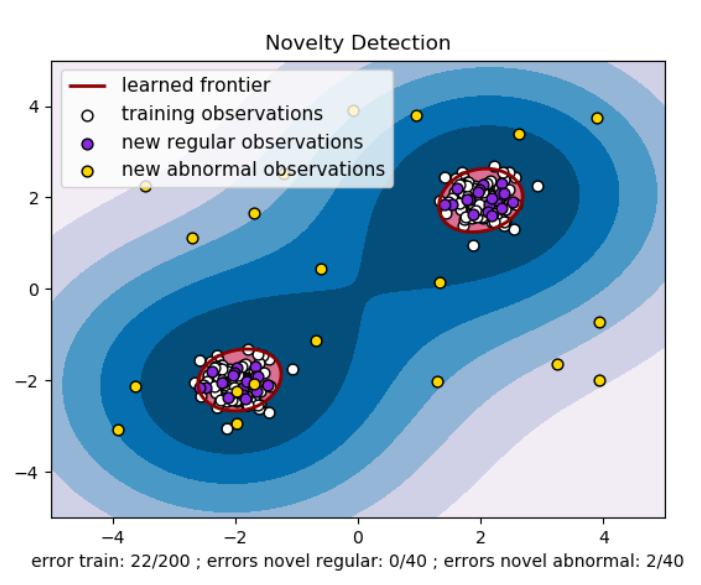 Novelty Detection
learned frontier
training observations
new regular observations
new abnormal observations
4
2
0
−2
−4
−4 −2 0 2 4
error train: 22/200 ; errors novel regular: 0/40 ; errors novel abnormal: 2/40